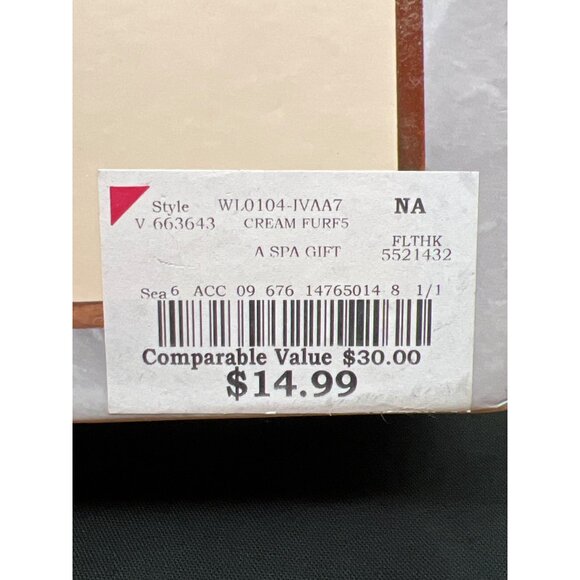 Style WL0104-IVAA7 NA
V 663643 CREAM FURF5
A SPA GIFT FLTHK
5521432
Sea 6 ACC 09 676 14765014 8 1/1
Comparable Value $30.00
$14.99